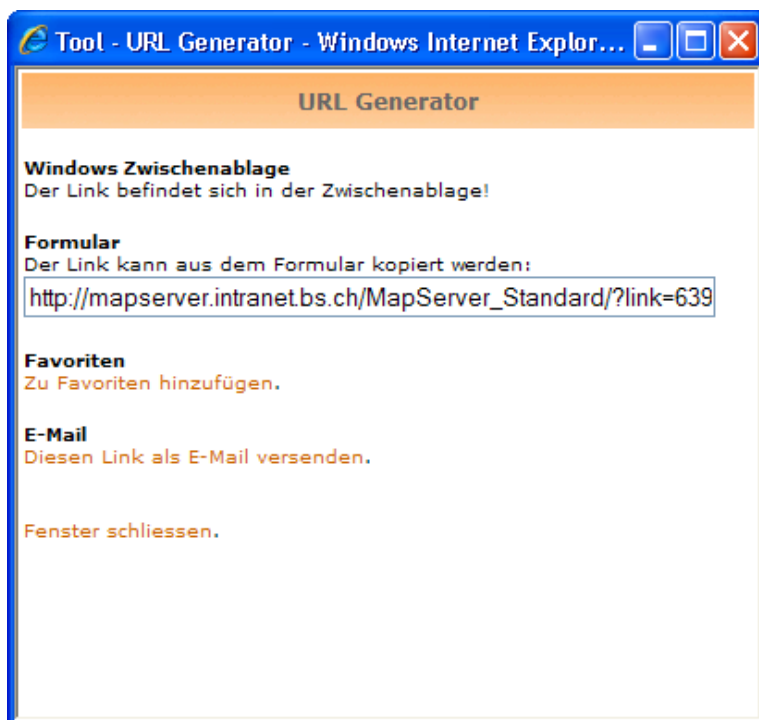 Tool - URL Generator - Windows Internet Explor...
URL Generator
Windows Zwischenablage
Der Link befindet sich in der Zwischenablage!
Formular
Der Link kann aus dem Formular kopiert werden:
http://mapserver.intranet.bs.ch/MapServer_Standard/?link=639
Favoriten
Zu Favoriten hinzufügen.
E-Mail
Diesen Link als E-Mail versenden.
Fenster schliessen.